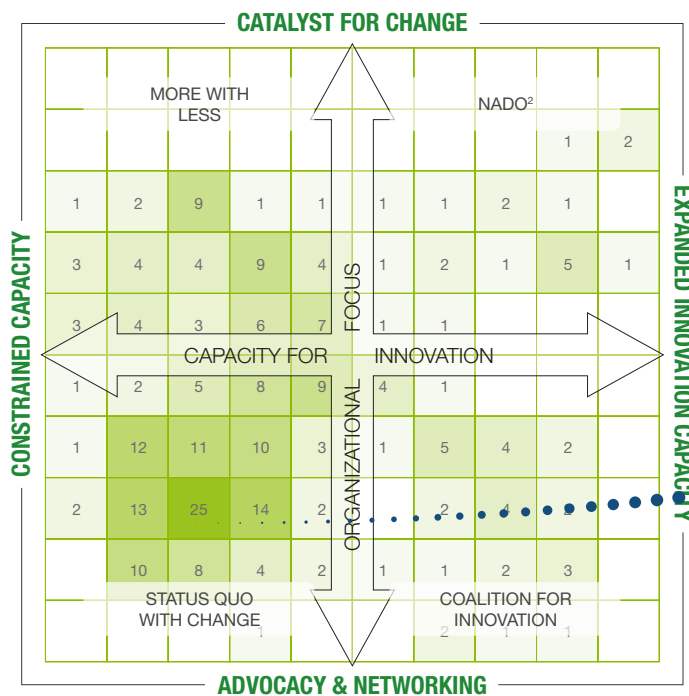 CATALYST FOR CHANGE
MORE WITH
LESS
NADO²
1 2
1 2 9 1 1 1 1 2 1
3 4 4 9 4 1 2 1 5 1
3 4 3 6 7 1 1
CAPACITY FOR INNOVATION
ORGANIZATIONAL FOCUS
CONSTRAINED CAPACITY
EXPANDED INNOVATION CAPACITY
1 2 5 8 9 4 1
1 12 11 10 3 1 5 4 2
2 13 25 14 2 2 4
10 8 4 2 1 1 2 3
STATUS QUO
WITH CHANGE
COALITION FOR
INNOVATION
1 2 1 1
ADVOCACY & NETWORKING